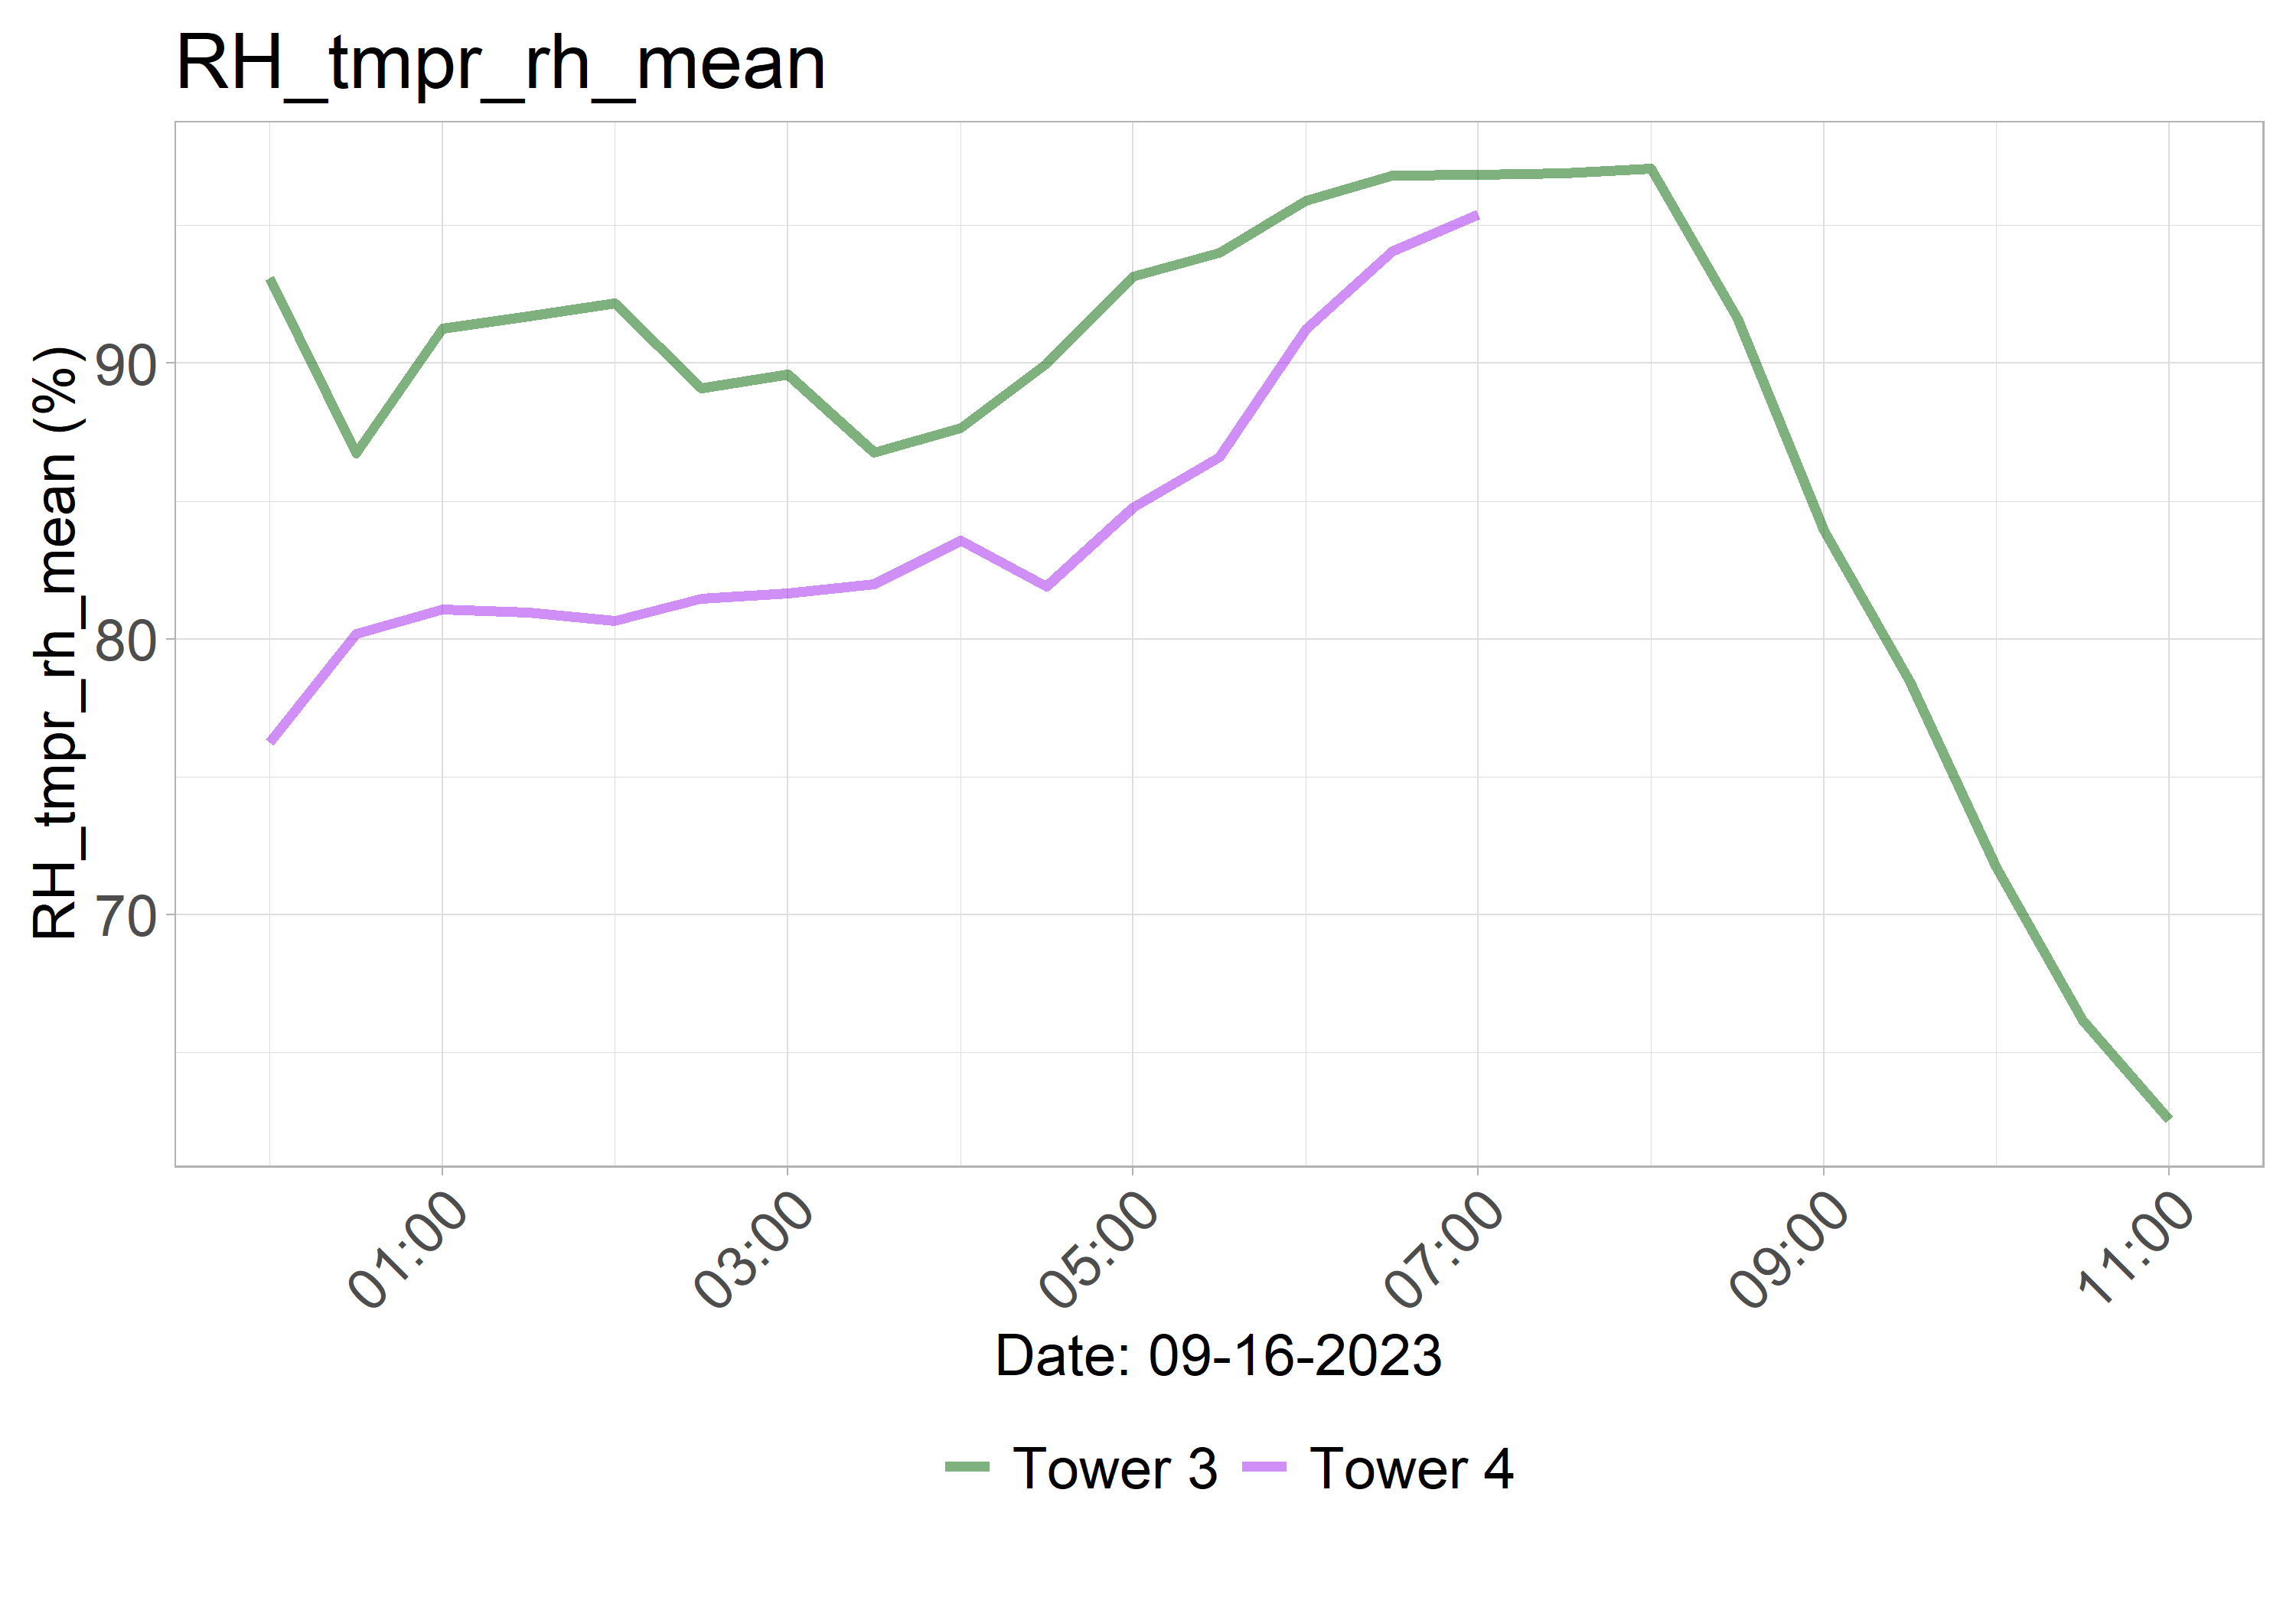 RH_tmpr_rh_mean
RH_tmpr_rh_mean (%)
90
80
70
01:00
03:00
05:00
07:00
09:00
11:00
Date: 09-16-2023
Tower 3
Tower 4